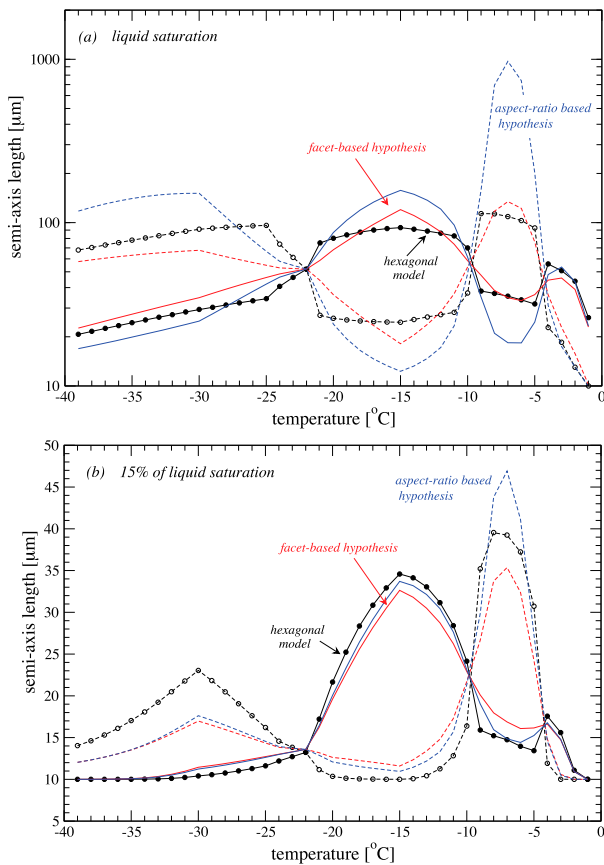 (a) liquid saturation
1000
aspect-ratio based
hypothesis
facet-based hypothesis
semi-axis length [µm]
100
hexagonal
model
10
-40 -35 -30 -25 -20 -15 -10 -5 0
temperature [°C]
50
(b) 15% of liquid saturation
45
aspect-ratio based
hypothesis
40
facet-based hypothesis
35
semi-axis length [µm]
30
hexagonal
model
25
20
15
10
5
-40 -35 -30 -25 -20 -15 -10 -5 0
temperature [°C]